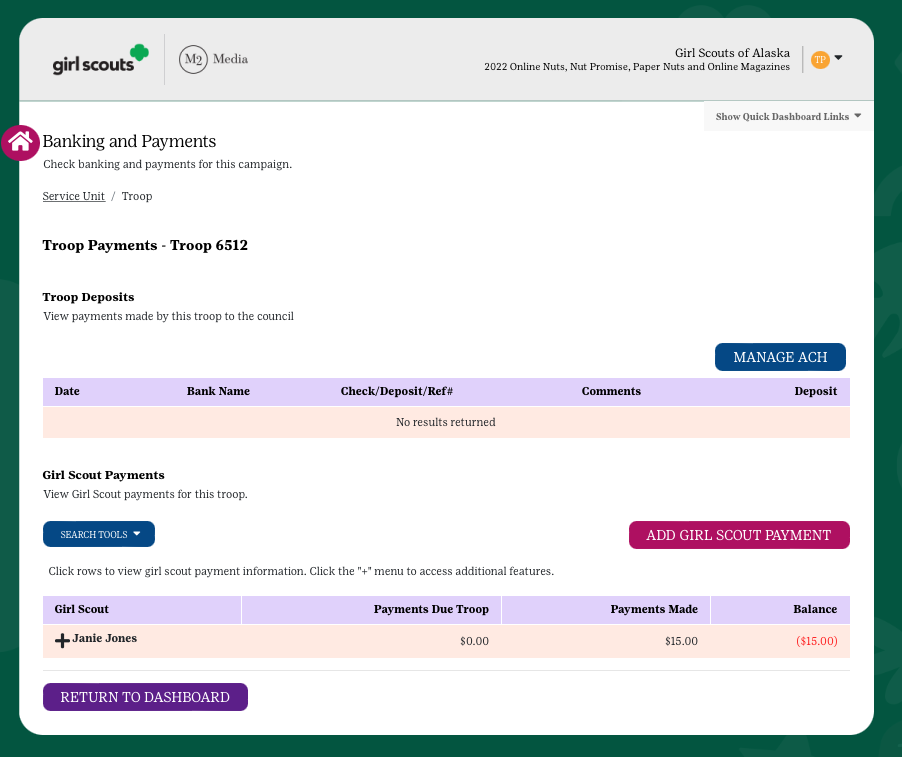 girl scouts
M2 Media
Girl Scouts of Alaska
2022 Online Nuts, Nut Promise, Paper Nuts and Online Magazines
TP
Show Quick Dashboard Links
Banking and Payments
Check banking and payments for this campaign.
Service Unit / Troop
Troop Payments - Troop 6512
Troop Deposits
View payments made by this troop to the council
MANAGE ACH
Date Bank Name Check/Deposit/Ref# Comments Deposit
No results returned
Girl Scout Payments
View Girl Scout payments for this troop.
SEARCH TOOLS
ADD GIRL SCOUT PAYMENT
Click rows to view girl scout payment information. Click the "+" menu to access additional features.
Girl Scout Payments Due Troop Payments Made Balance
Janie Jones $0.00 $15.00 ($15.00)
RETURN TO DASHBOARD